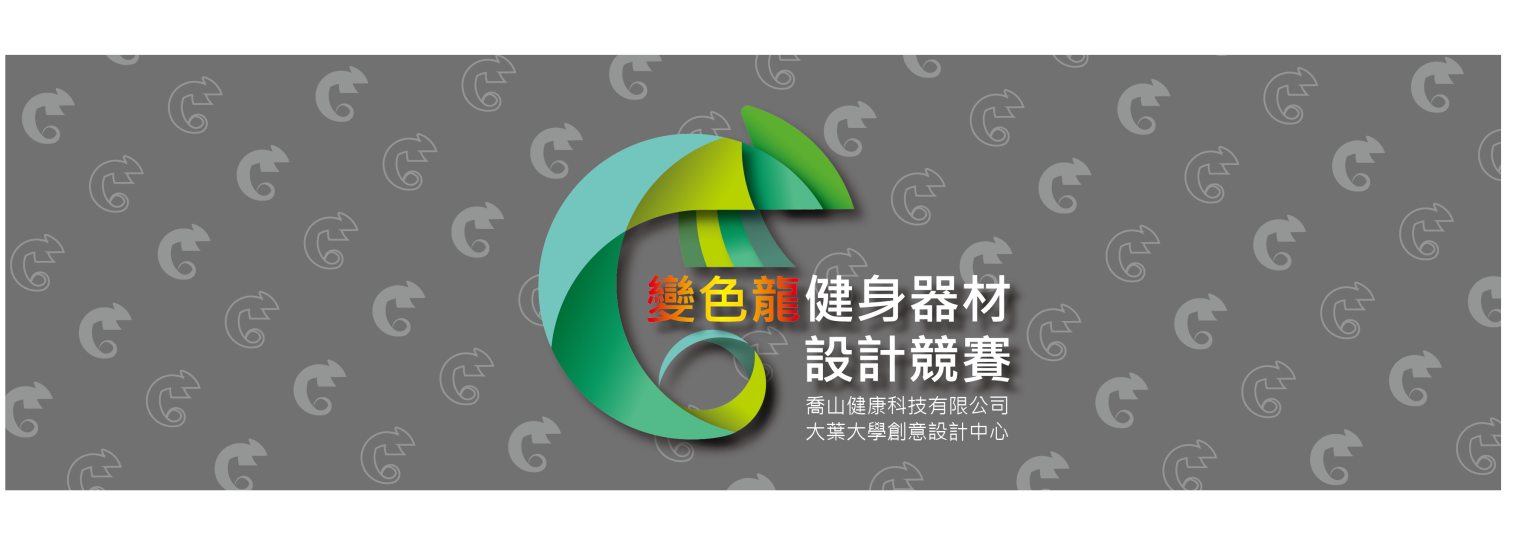 變色龍健身器材
設計競賽
喬山健康科技有限公司
大葉大學創意設計中心